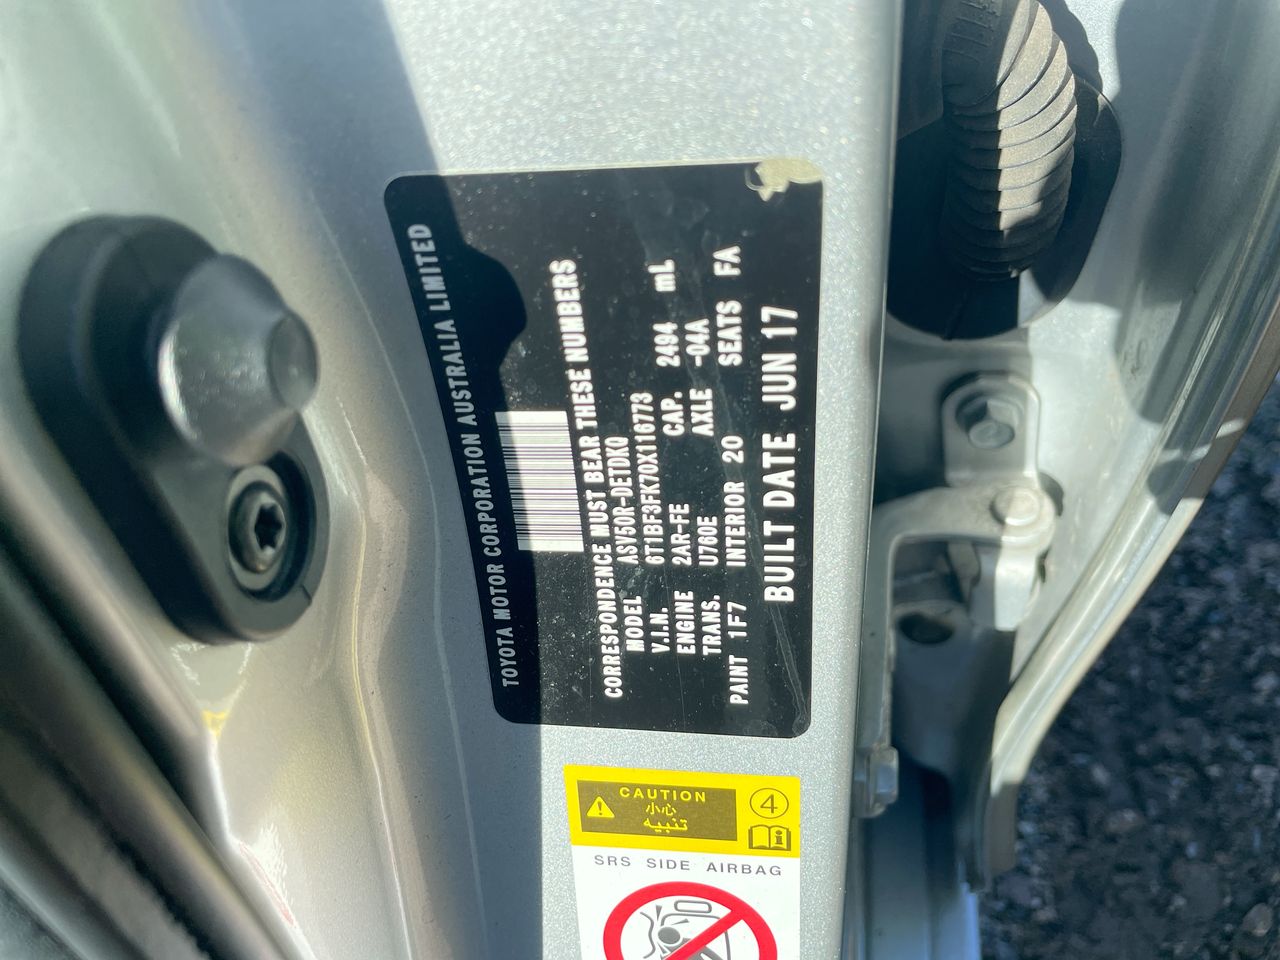 TOYOTA MOTOR CORPORATION AUSTRALIA LIMITED
CORRESPONDENCE MUST BEAR THESE NUMBERS
MODEL ASV50R-DETDKQ
V.I.N. 6T1BF3FK70X116773
ENGINE 2AR-FE CAP. 2494 mL
TRANS. U760E AXLE -04A
PAINT 1F7 INTERIOR 20 SEATS FA
BUILT DATE JUN 17
CAUTION
小心
تنبيه
4
SRS SIDE AIRBAG